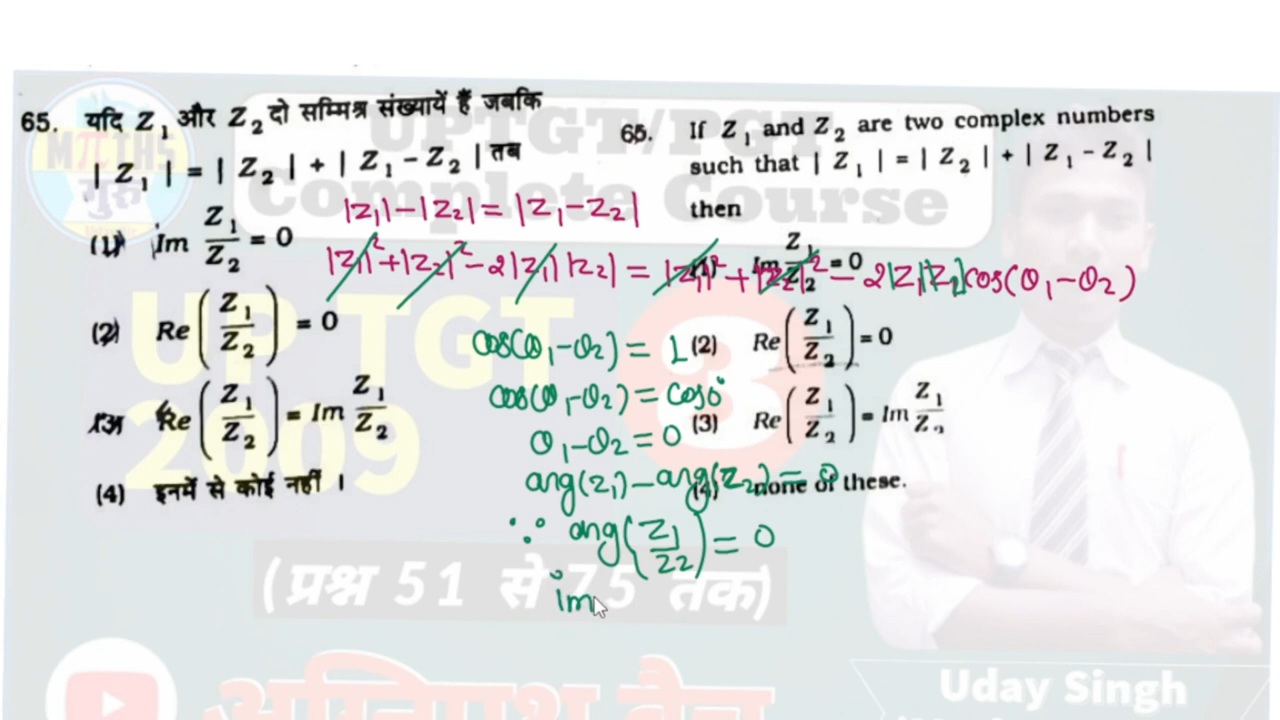 65. यदि Z₁ और Z₂ दो सम्मिश्र संख्यायें हैं जबकि
| Z₁ | = | Z₂ | + | Z₁ - Z₂ | तब
(1) Im Z₁/Z₂ = 0
(2) Re (Z₁/Z₂) = 0
Re (Z₁/Z₂) = Im Z₁/Z₂
(4) इनमें से कोई नहीं ।
65. If Z₁ and Z₂ are two complex numbers
such that | Z₁ | = | Z₂ | + | Z₁ - Z₂ |
then
(1) Im Z₁/Z₂ = 0
(2) Re (Z₁/Z₂) = 0
(3) Re (Z₁/Z₂) = Im Z₁/Z₂
(4) none of these.
|Z₁|-|Z₂| = |Z₁-Z₂|
|Z₁|²+|Z₂|²-2|Z₁||Z₂| = |Z₁|²+|Z₂|²-2|Z₁||Z₂|cos(θ₁-θ₂)
cos(θ₁-θ₂) = 1
cos(θ₁-θ₂) = cos0°
θ₁-θ₂ = 0
arg(z₁)-arg(z₂) = 0
∵ arg(Z₁/Z₂) = 0
im
MπTHS
गुरु
UPTGT/PGT
Complete Course
UP TGT
2009
3
(प्रश्न 51 से 75 तक)
अग्निपथ बैच
Uday Singh